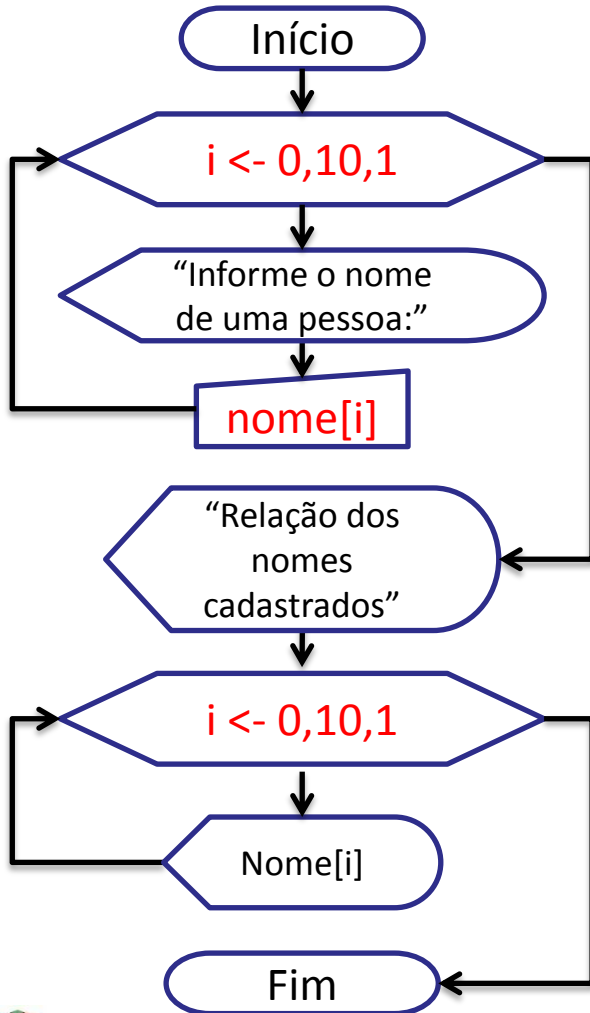 Início
i <- 0,10,1
“Informe o nome
de uma pessoa:”
nome[i]
“Relação dos
nomes
cadastrados”
i <- 0,10,1
Nome[i]
Fim